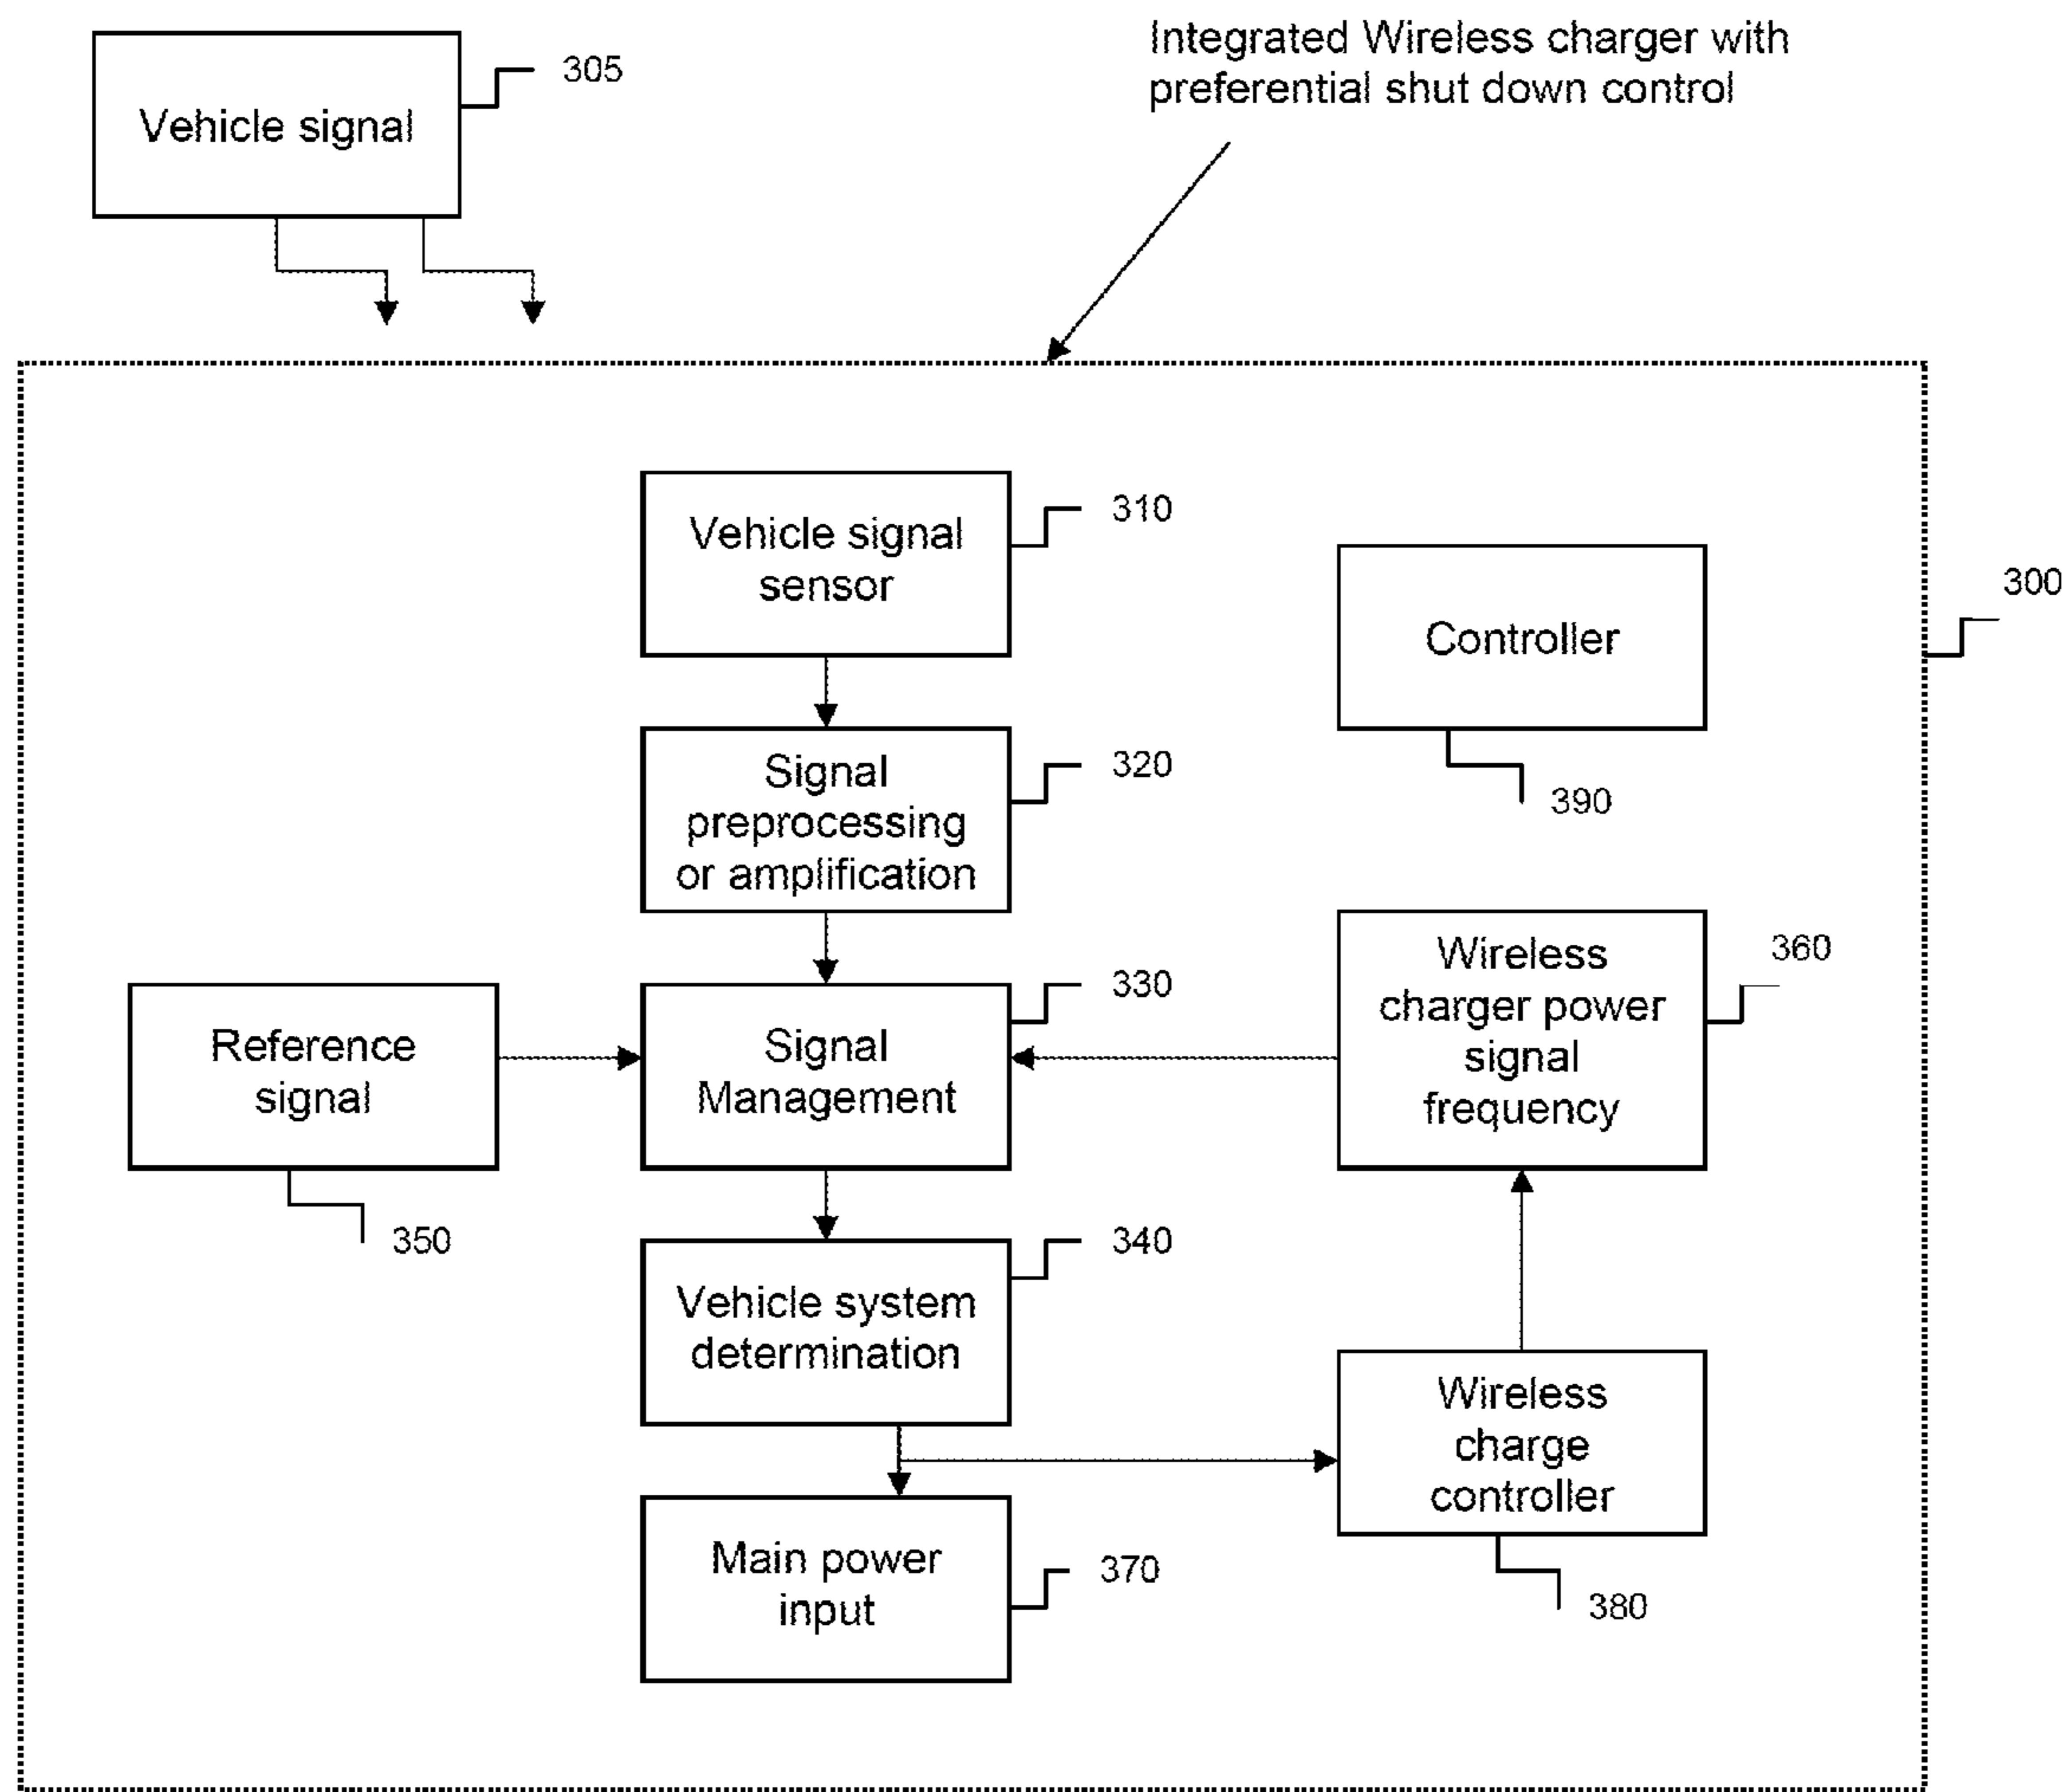 Integrated Wireless charger with
preferential shut down control
Vehicle signal
305
Vehicle signal
sensor
310
Controller
390
300
Signal
preprocessing
or amplification
320
Reference
signal
350
Signal
Management
330
Wireless
charger power
signal
frequency
360
Vehicle system
determination
340
Wireless
charge
controller
380
Main power
input
370